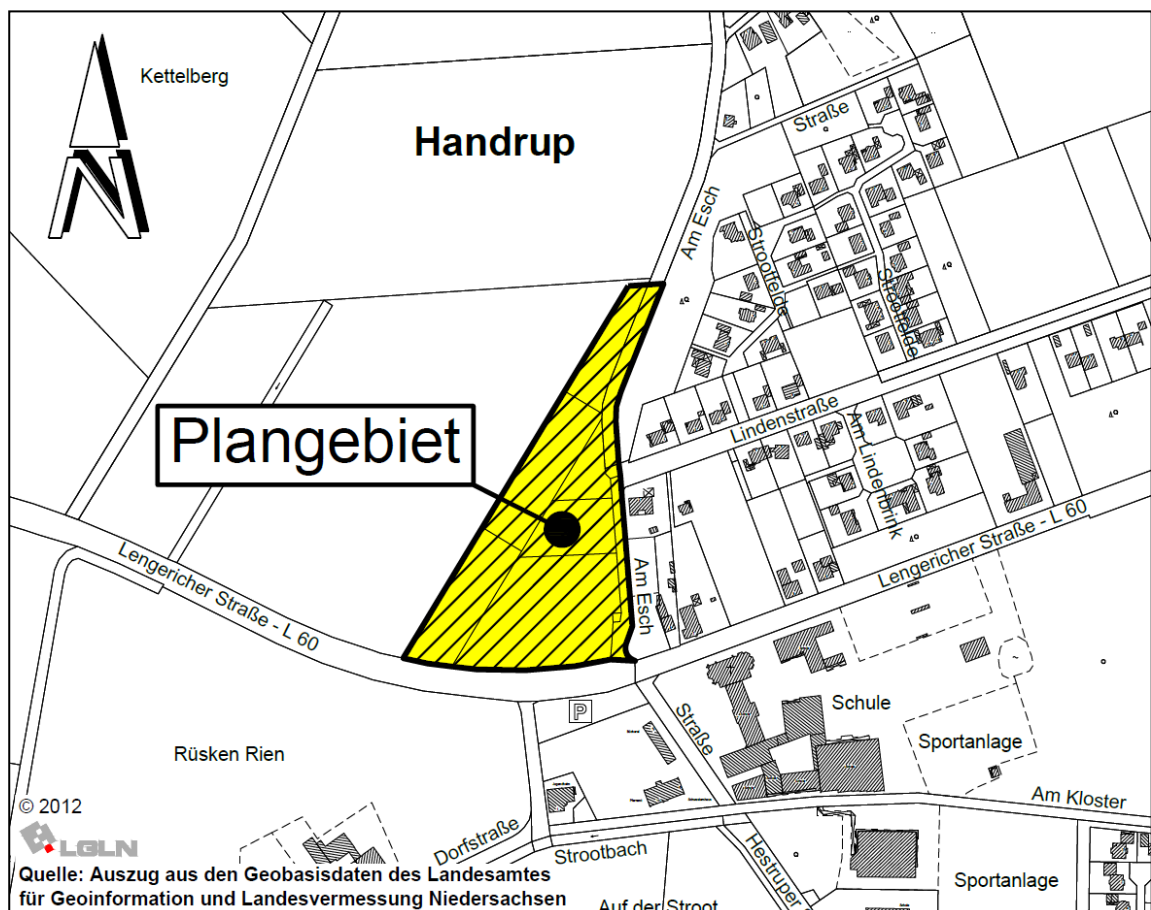 Kettelberg
N
Handrup
Straße
Am Esch
Strootfelde
Strootfelde
Plangebiet
Lindenstraße
Am Lindenbrink
Lengericher Straße - L 60
Lengericher Straße - L 60
Am Esch
P
Straße
Schule
Sportanlage
Rüsken Rien
Am Kloster
Dorfstraße
Strootbach
Hestruper
Sportanlage
Auf der Stroot
© 2012
LGLN
Quelle: Auszug aus den Geobasisdaten des Landesamtes
für Geoinformation und Landesvermessung Niedersachsen